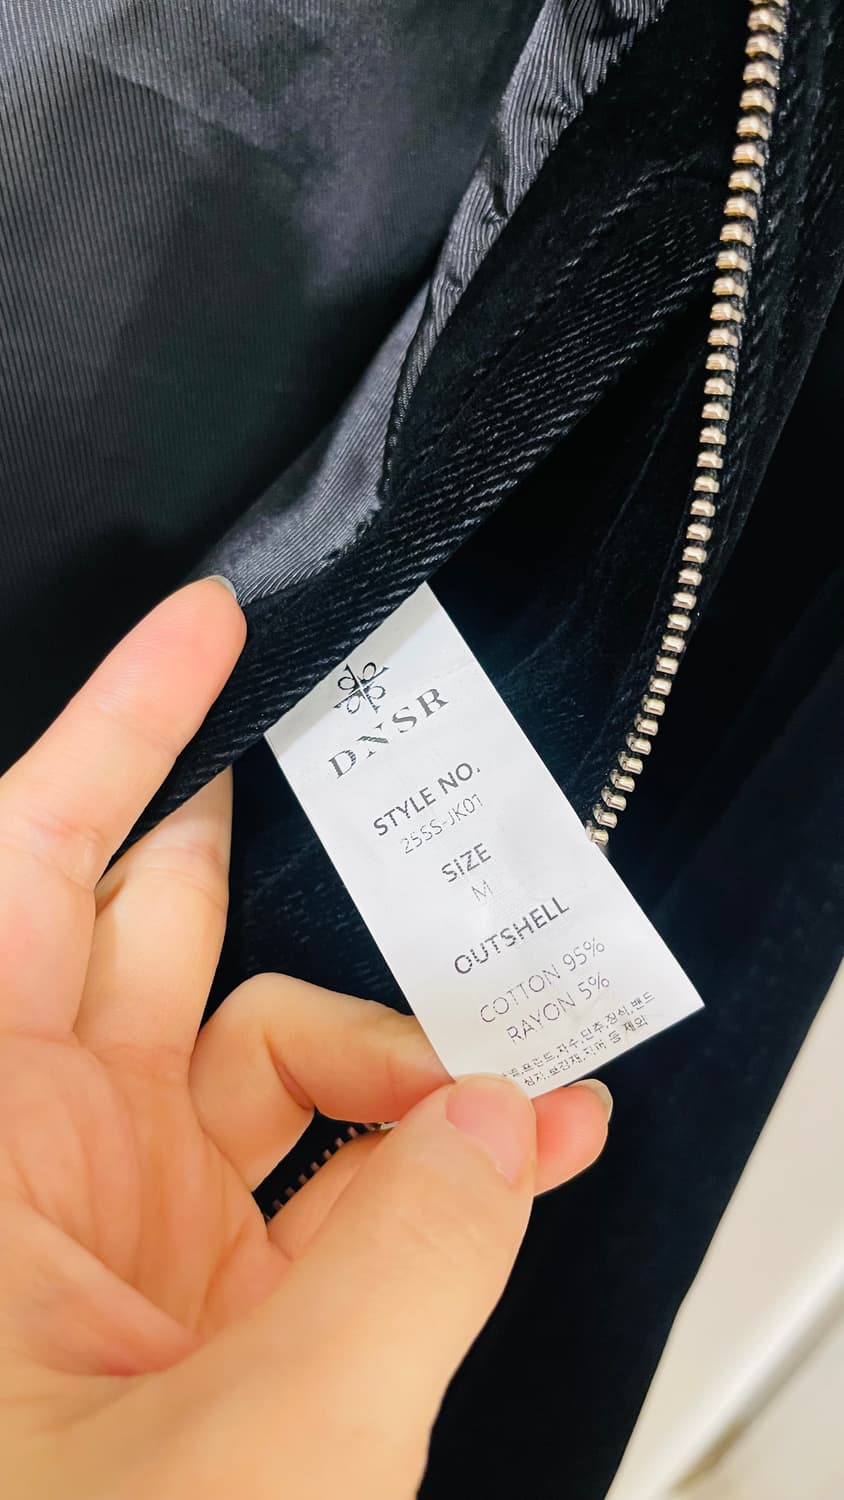 DNSR
STYLE NO.
25SS-JK01
SIZE
M
OUTSHELL
COTTON 95%
RAYON 5%
프린트,자수,단추,장식,밴드
심지,보강재,지퍼 등 제외